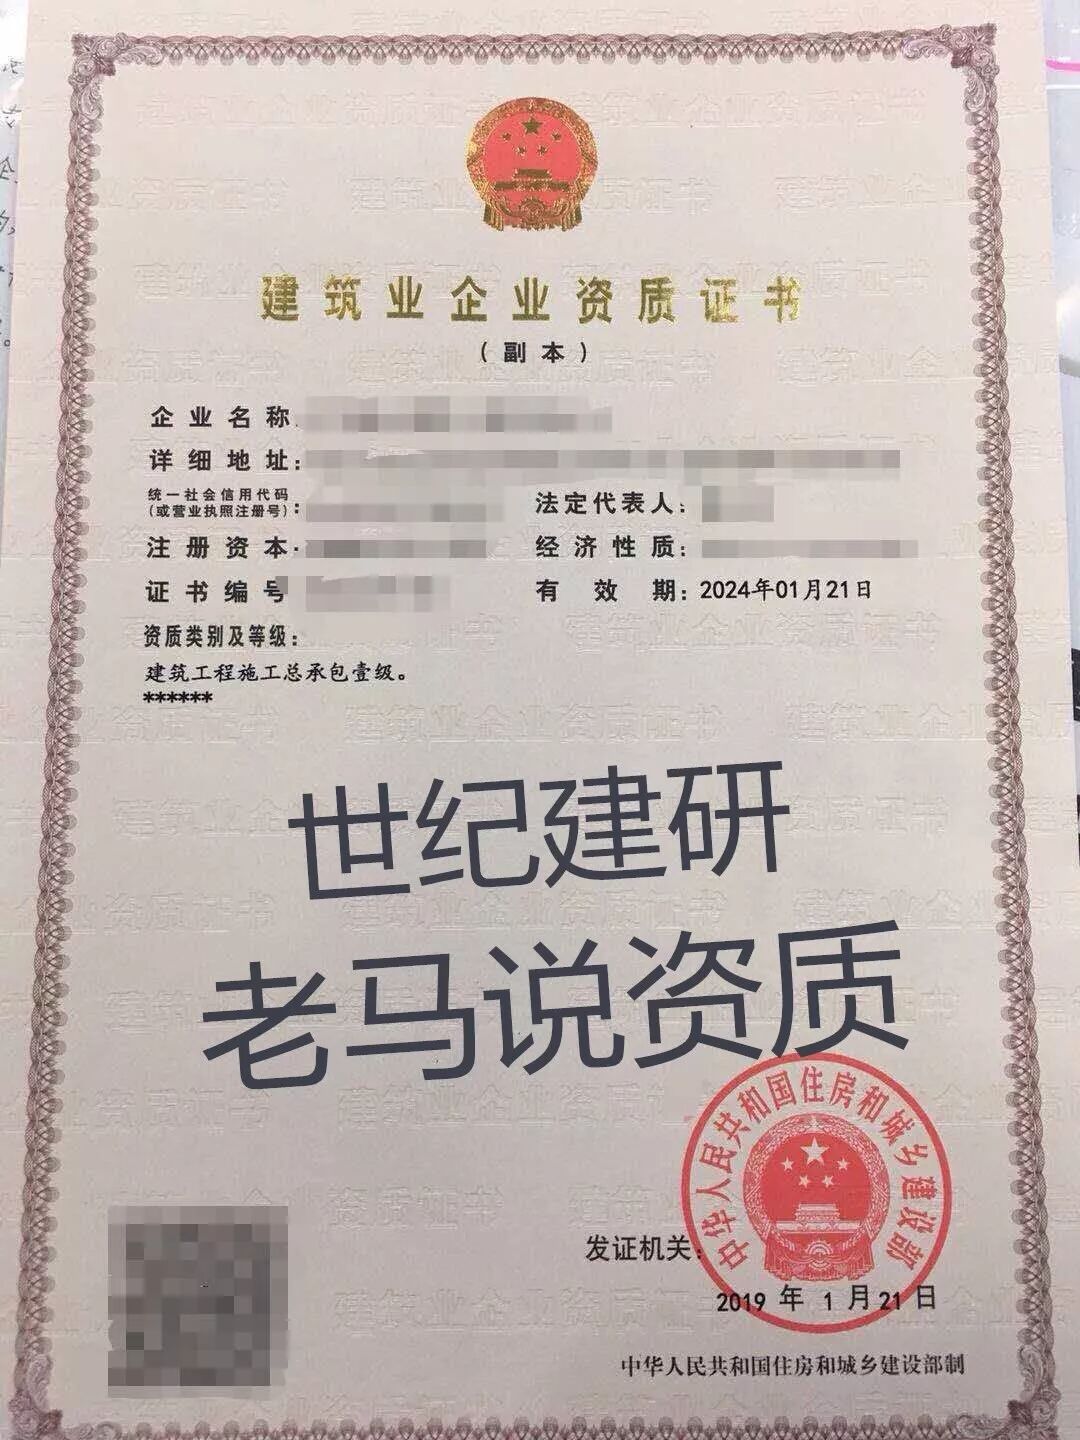 建筑业企业资质证书
（副本）
企业名称
详细地址：
统一社会信用代码
（或营业执照注册号）：
法定代表人：
注册资本
经济性质：
证书编号
有效期：2024年01月21日
资质类别及等级：
建筑工程施工总承包壹级。
******
世纪建研
老马说资质
中华人民共和国住房和城乡建设部
发证机关：
2019 年 1 月 21 日
中华人民共和国住房和城乡建设部制